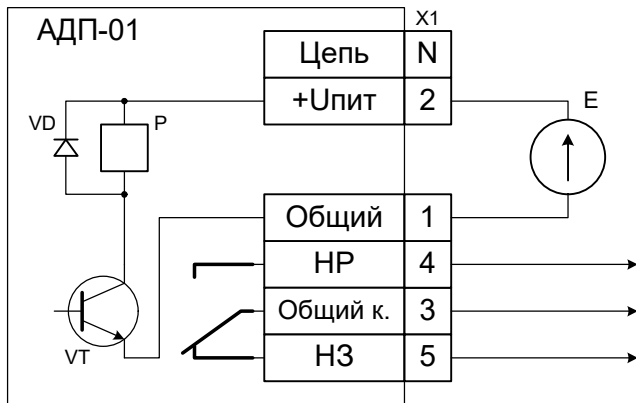 АДП-01
X1
Цепь N
+Uпит 2
E
VD
P
Общий 1
НР 4
Общий к. 3
НЗ 5
VT